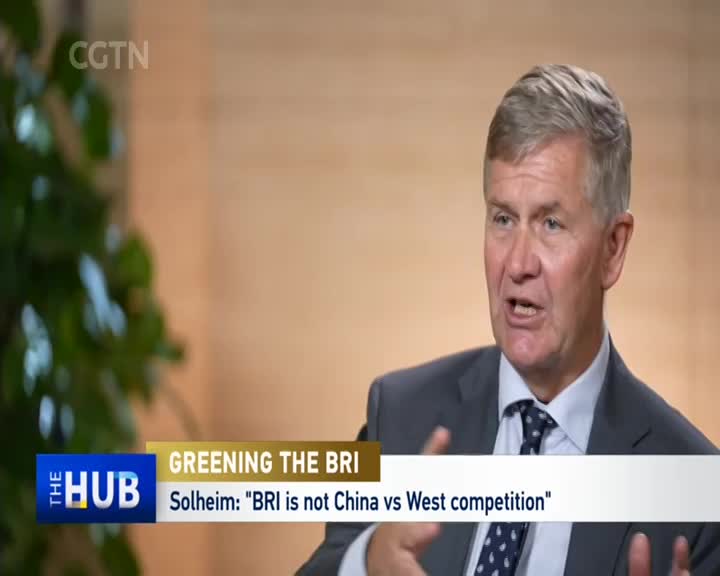 CGTN
GREENING THE BRI
THE HUB
Solheim: "BRI is not China vs West competition"